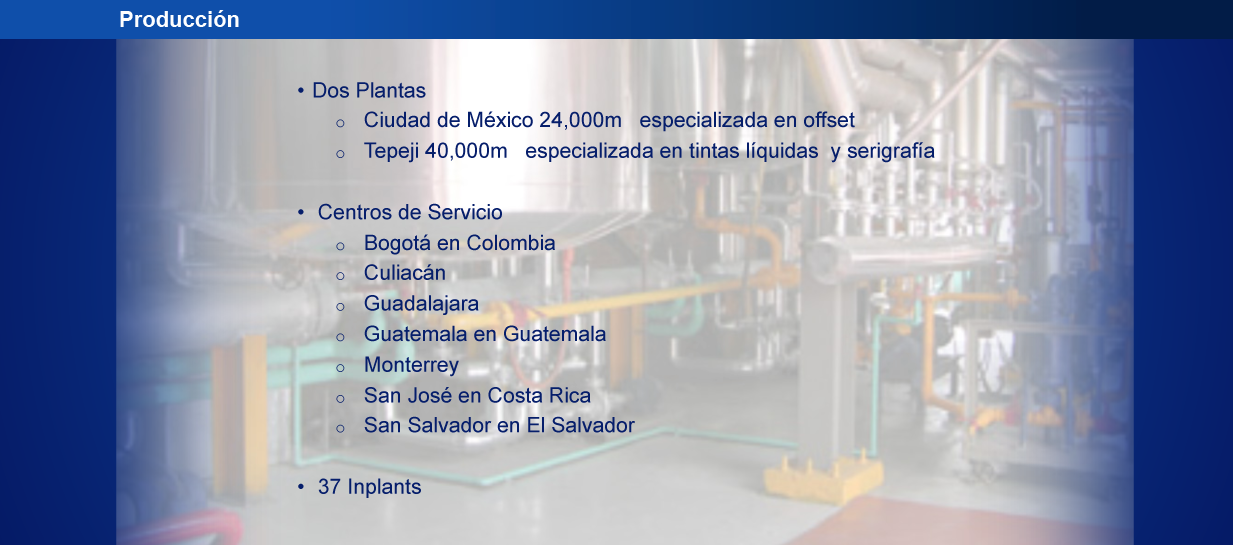 Producción
• Dos Plantas
o Ciudad de México 24,000m especializada en offset
o Tepeji 40,000m especializada en tintas líquidas y serigrafía
• Centros de Servicio
o Bogotá en Colombia
o Culiacán
o Guadalajara
o Guatemala en Guatemala
o Monterrey
o San José en Costa Rica
o San Salvador en El Salvador
• 37 Inplants